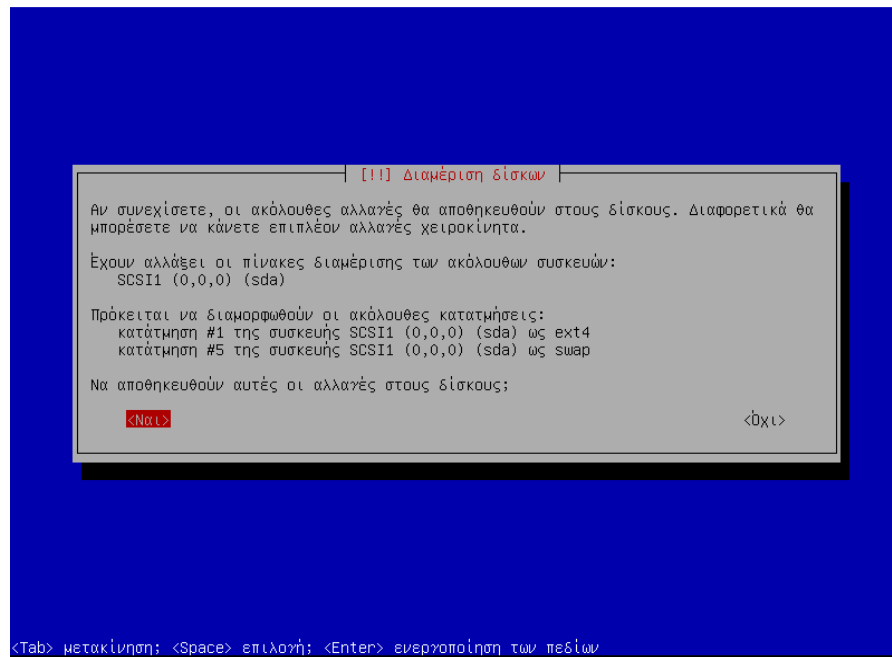 [!!] Διαμέριση δίσκων
Αν συνεχίσετε, οι ακόλουθες αλλαγές θα αποθηκευθούν στους δίσκους. Διαφορετικά θα
μπορέσετε να κάνετε επιπλέον αλλαγές χειροκίνητα.
Έχουν αλλάξει οι πίνακες διαμέρισης των ακόλουθων συσκευών:
SCSI1 (0,0,0) (sda)
Πρόκειται να διαμορφωθούν οι ακόλουθες κατατμήσεις:
κατάτμηση #1 της συσκευής SCSI1 (0,0,0) (sda) ως ext4
κατάτμηση #5 της συσκευής SCSI1 (0,0,0) (sda) ως swap
Να αποθηκευθούν αυτές οι αλλαγές στους δίσκους;
<Ναι> <Όχι>
<Tab> μετακίνηση; <Space> επιλογή; <Enter> ενεργοποίηση των πεδίων